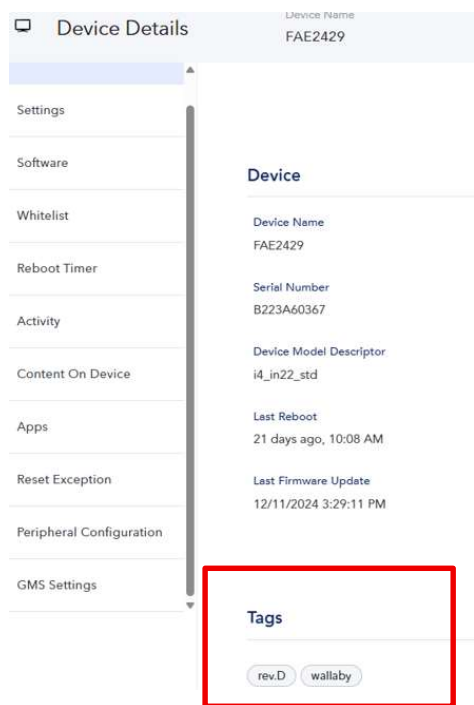 Device Details
Device Name
FAE2429
Settings
Software
Whitelist
Reboot Timer
Activity
Content On Device
Apps
Reset Exception
Peripheral Configuration
GMS Settings
Device
Device Name
FAE2429
Serial Number
B223A60367
Device Model Descriptor
i4_in22_std
Last Reboot
21 days ago, 10:08 AM
Last Firmware Update
12/11/2024 3:29:11 PM
Tags
rev.D wallaby